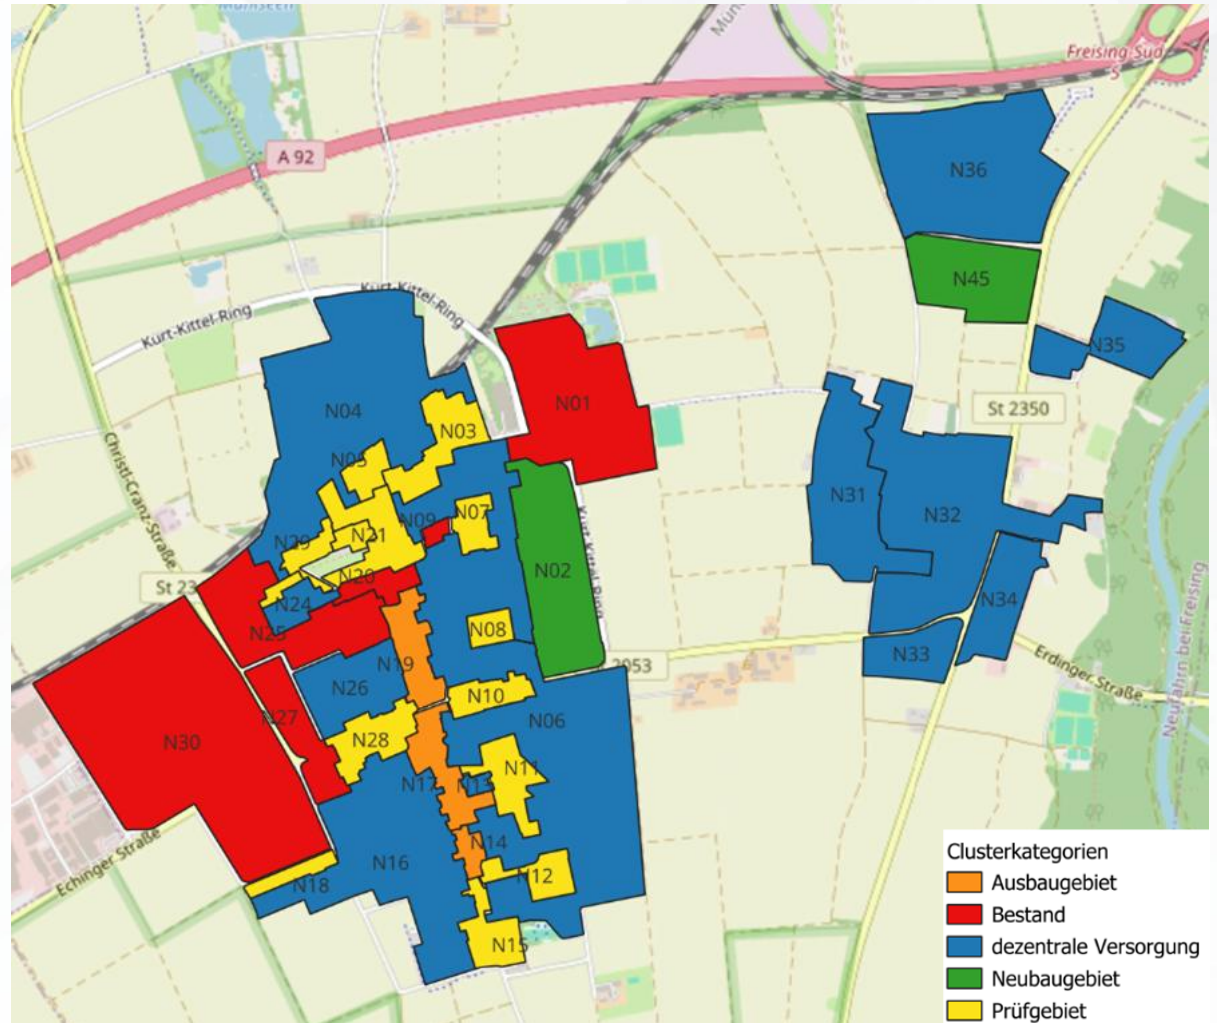 Freising-Süd
S
A 92
N36
N45
Kurt-Kittel-Ring
Kurt-Kittel-Ring
N35
N04
N01
St 2350
N03
N05
Christl-Cranz-Straße
N31
N07
N09
N32
N21
N29
Kurt-Kittel-Ring
N02
N20
St 23
N24
N34
N08
N25
N19
2053
N33
Erdinger Straße
Neufahrn bei Freising
N26
N10
N27
N06
N30
N28
N11
N17
N13
N14
Echinger Straße
N16
N12
N18
N15
Clusterkategorien
Ausbaugebiet
Bestand
dezentrale Versorgung
Neubaugebiet
Prüfgebiet